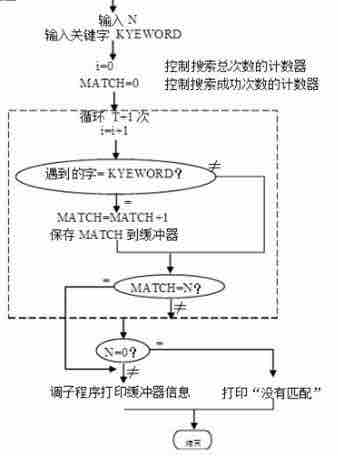 输入 N
输入关键字 KYEWORD
i=0 控制搜索总次数的计数器
MATCH=0 控制搜索成功次数的计数器
循环 T+1 次
i=i+1
遇到的字= KYEWORD？ ≠
=
MATCH=MATCH+1
保存 MATCH 到缓冲器
= MATCH=N？
≠
N=0？ =
≠
调子程序打印缓冲器信息 打印“没有匹配”
结束